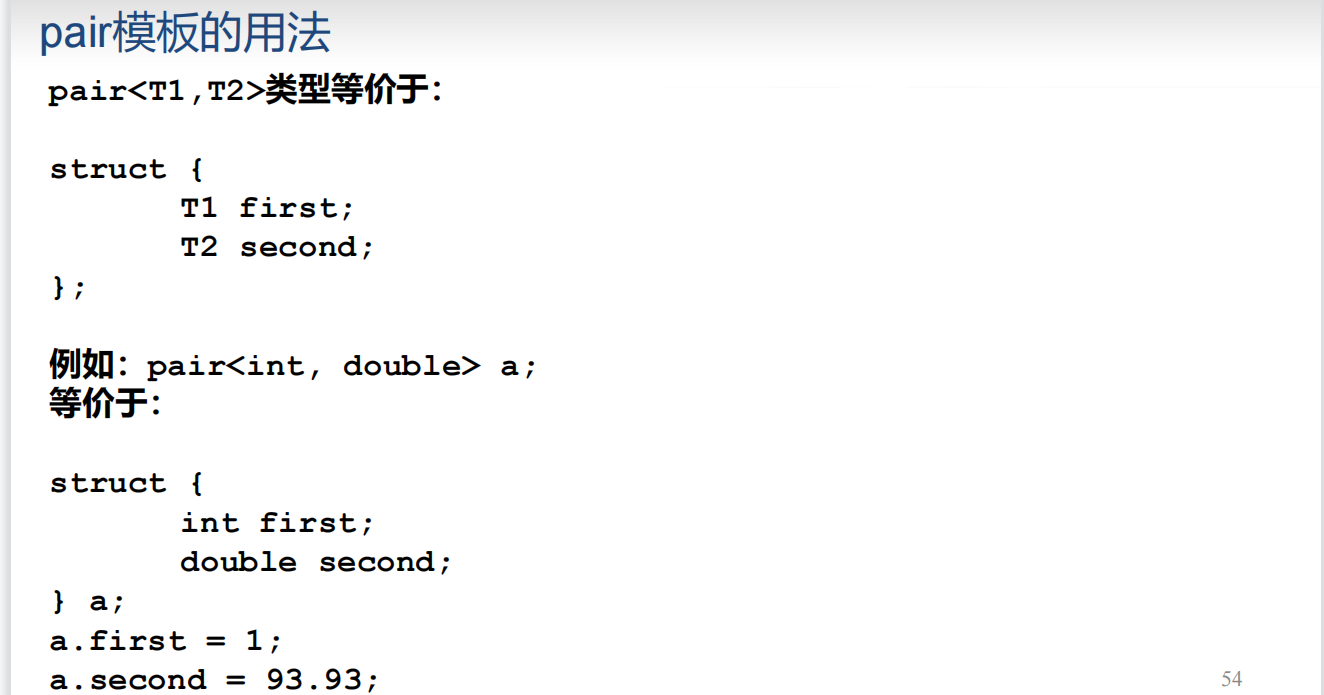 pair模板的用法
pair<T1,T2>类型等价于：
struct {
T1 first;
T2 second;
};
例如：pair<int, double> a;
等价于：
struct {
int first;
double second;
} a;
a.first = 1;
a.second = 93.93;
54